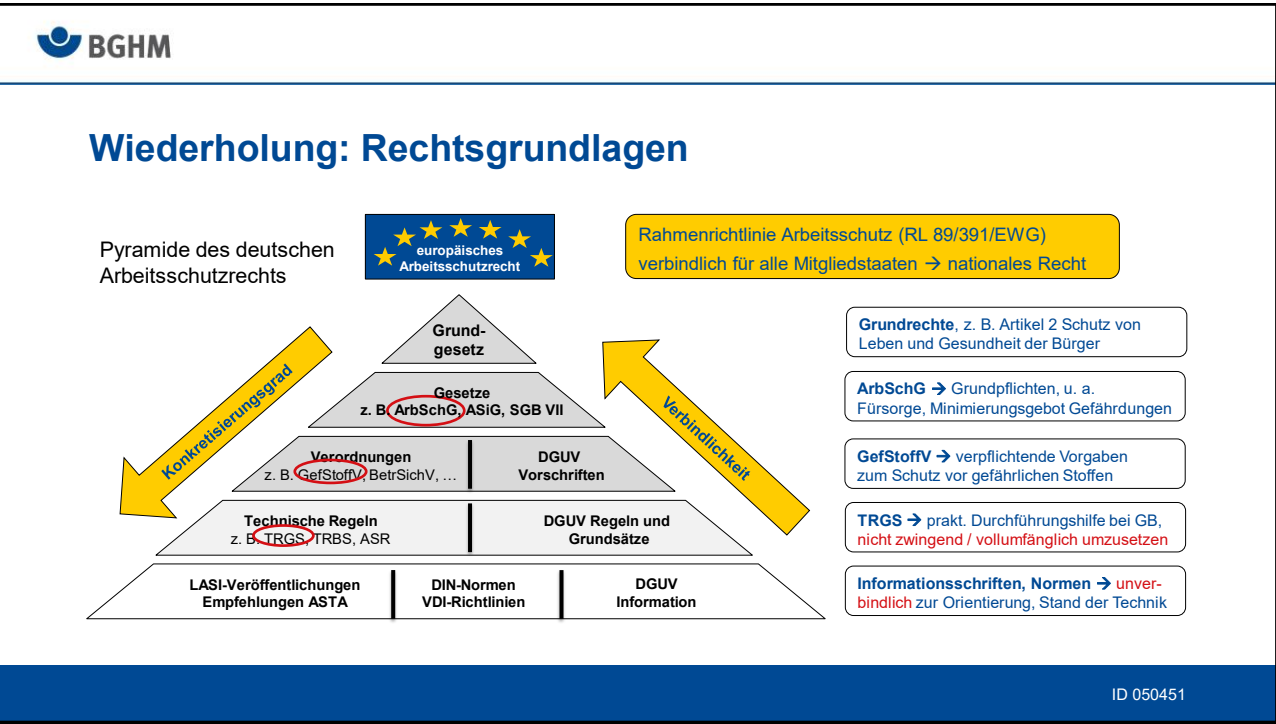 BGHM
Wiederholung: Rechtsgrundlagen
Pyramide des deutschen
Arbeitsschutzrechts
europäisches
Arbeitsschutzrecht
Rahmenrichtlinie Arbeitsschutz (RL 89/391/EWG)
verbindlich für alle Mitgliedstaaten → nationales Recht
Konkretisierungsgrad
Verbindlichkeit
Grund-
gesetz
Grundrechte, z. B. Artikel 2 Schutz von
Leben und Gesundheit der Bürger
Gesetze
z. B. ArbSchG, ASiG, SGB VII
ArbSchG → Grundpflichten, u. a.
Fürsorge, Minimierungsgebot Gefährdungen
Verordnungen
z. B. GefStoffV, BetrSichV, …
DGUV
Vorschriften
GefStoffV → verpflichtende Vorgaben
zum Schutz vor gefährlichen Stoffen
Technische Regeln
z. B. TRGS, TRBS, ASR
DGUV Regeln und
Grundsätze
TRGS → prakt. Durchführungshilfe bei GB,
nicht zwingend / vollumfänglich umzusetzen
LASI-Veröffentlichungen
Empfehlungen ASTA
DIN-Normen
VDI-Richtlinien
DGUV
Information
Informationsschriften, Normen → unver-
bindlich zur Orientierung, Stand der Technik
ID 050451